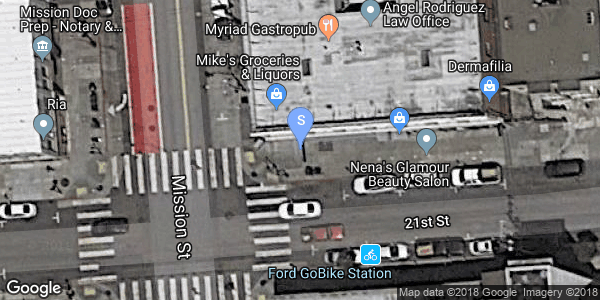 Mission Doc
Prep - Notary &...
Myriad Gastropub
Angel Rodriguez
Law Office
Mike's Groceries
& Liquors
Dermafilia
Ria
S
Nena's Glamour
Beauty Salon
Mission St
21st St
Ford GoBike Station
Google
Map data ©2018 Google Imagery ©2018